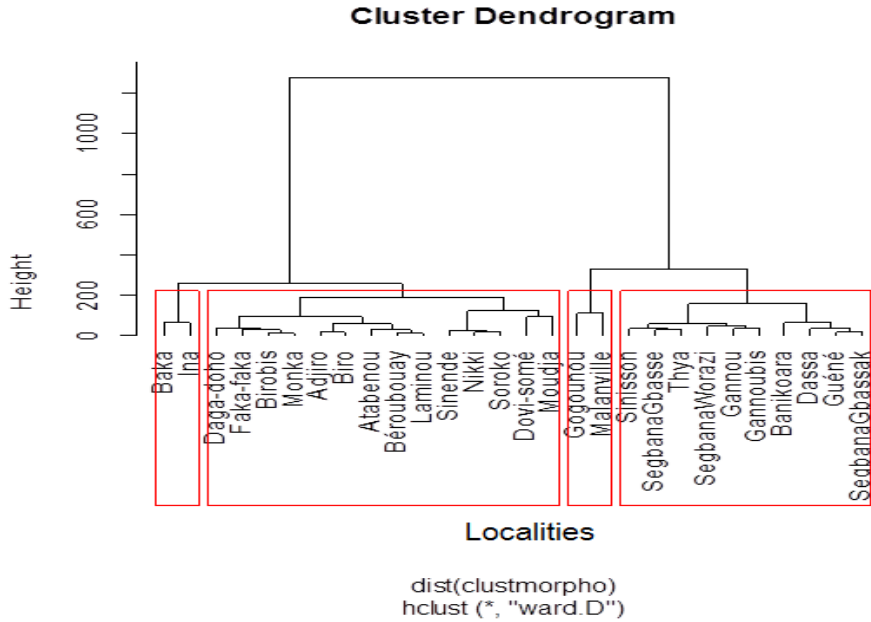 Cluster Dendrogram
Height
0
200
600
1000
Baka
Ina
Daga-doho
Faka-faka
Birobis
Monka
Adjiro
Biro
Atabenou
Béroubouay
Laminou
Sinende
Nikki
Soroko
Dovi-somé
Moudja
Gogounou
Malanville
Sinisson
SegbanaGbasse
Thya
SegbanaWorazi
Gannou
Gannoubis
Banikoara
Dassa
Guéné
SegbanaGbassak
Localities
dist(clustmorpho)
hclust (*, "ward.D")